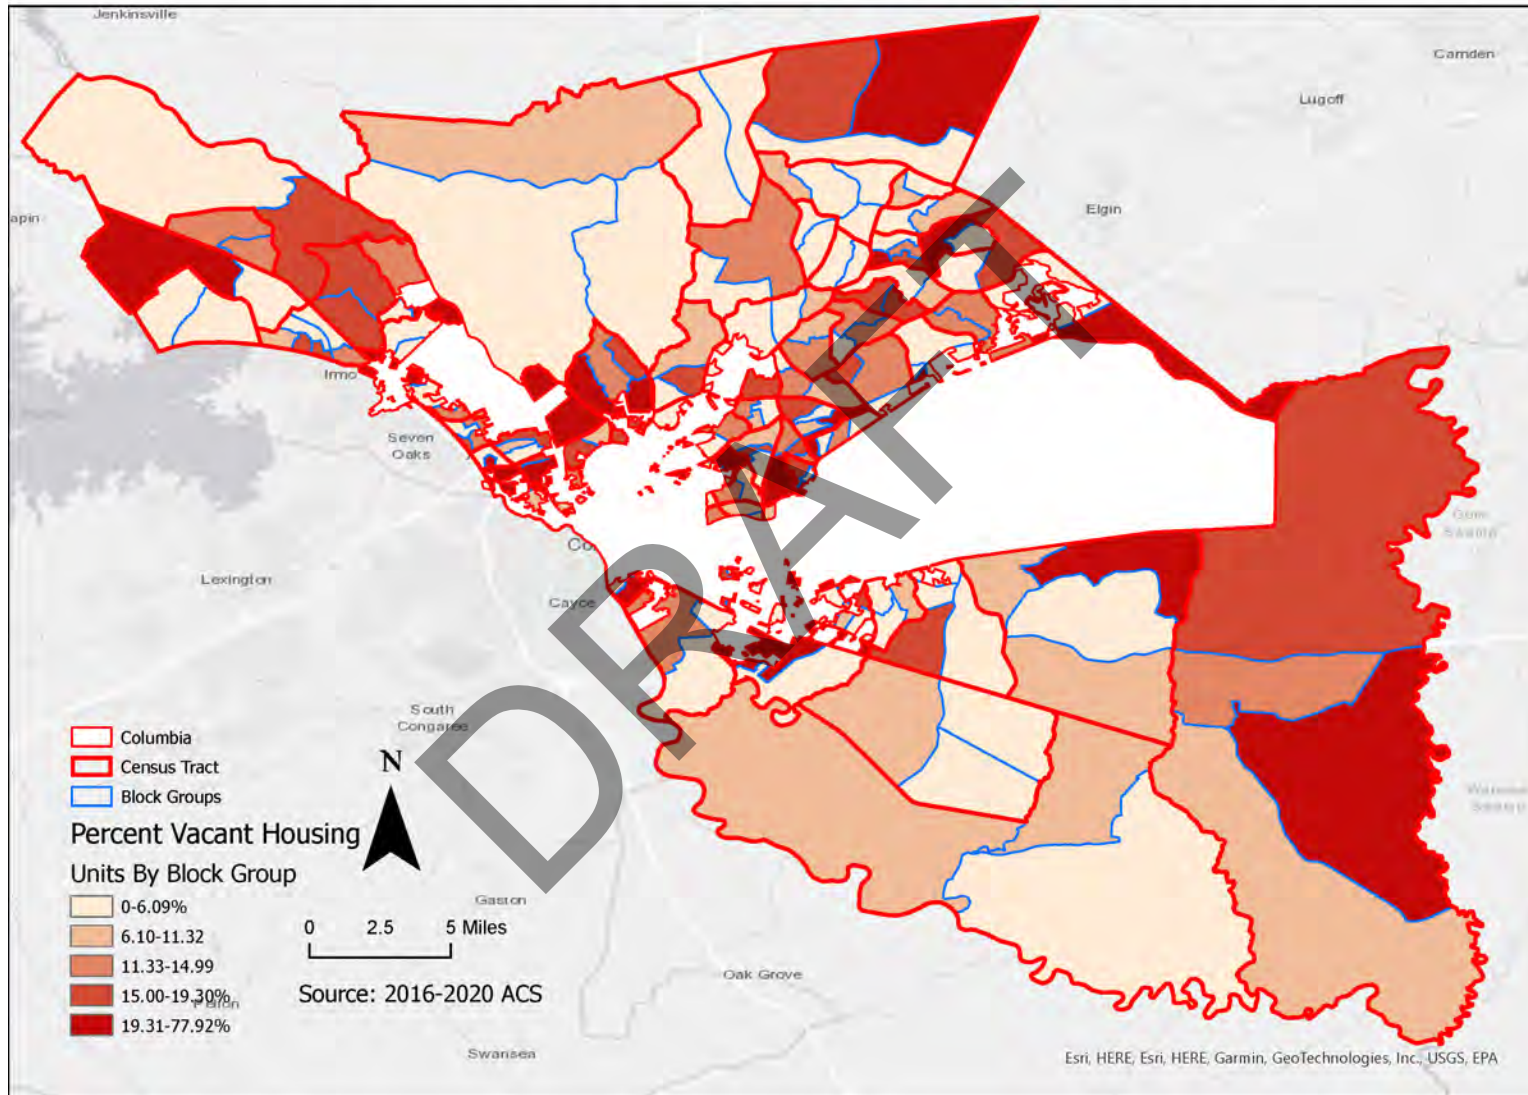 Jenkinsville
Camden
Lugoff
Elgin
apin
Irmo
Seven
Oaks
Lexington
Cayce
South
Congaree
Gaston
Oak Grove
Swansea
DRAFT
Columbia
Census Tract
Block Groups
N
Percent Vacant Housing
Units By Block Group
0-6.09%
6.10-11.32
11.33-14.99
15.00-19.30%
19.31-77.92%
0 2.5 5 Miles
Source: 2016-2020 ACS
Esri, HERE, Esri, HERE, Garmin, GeoTechnologies, Inc., USGS, EPA